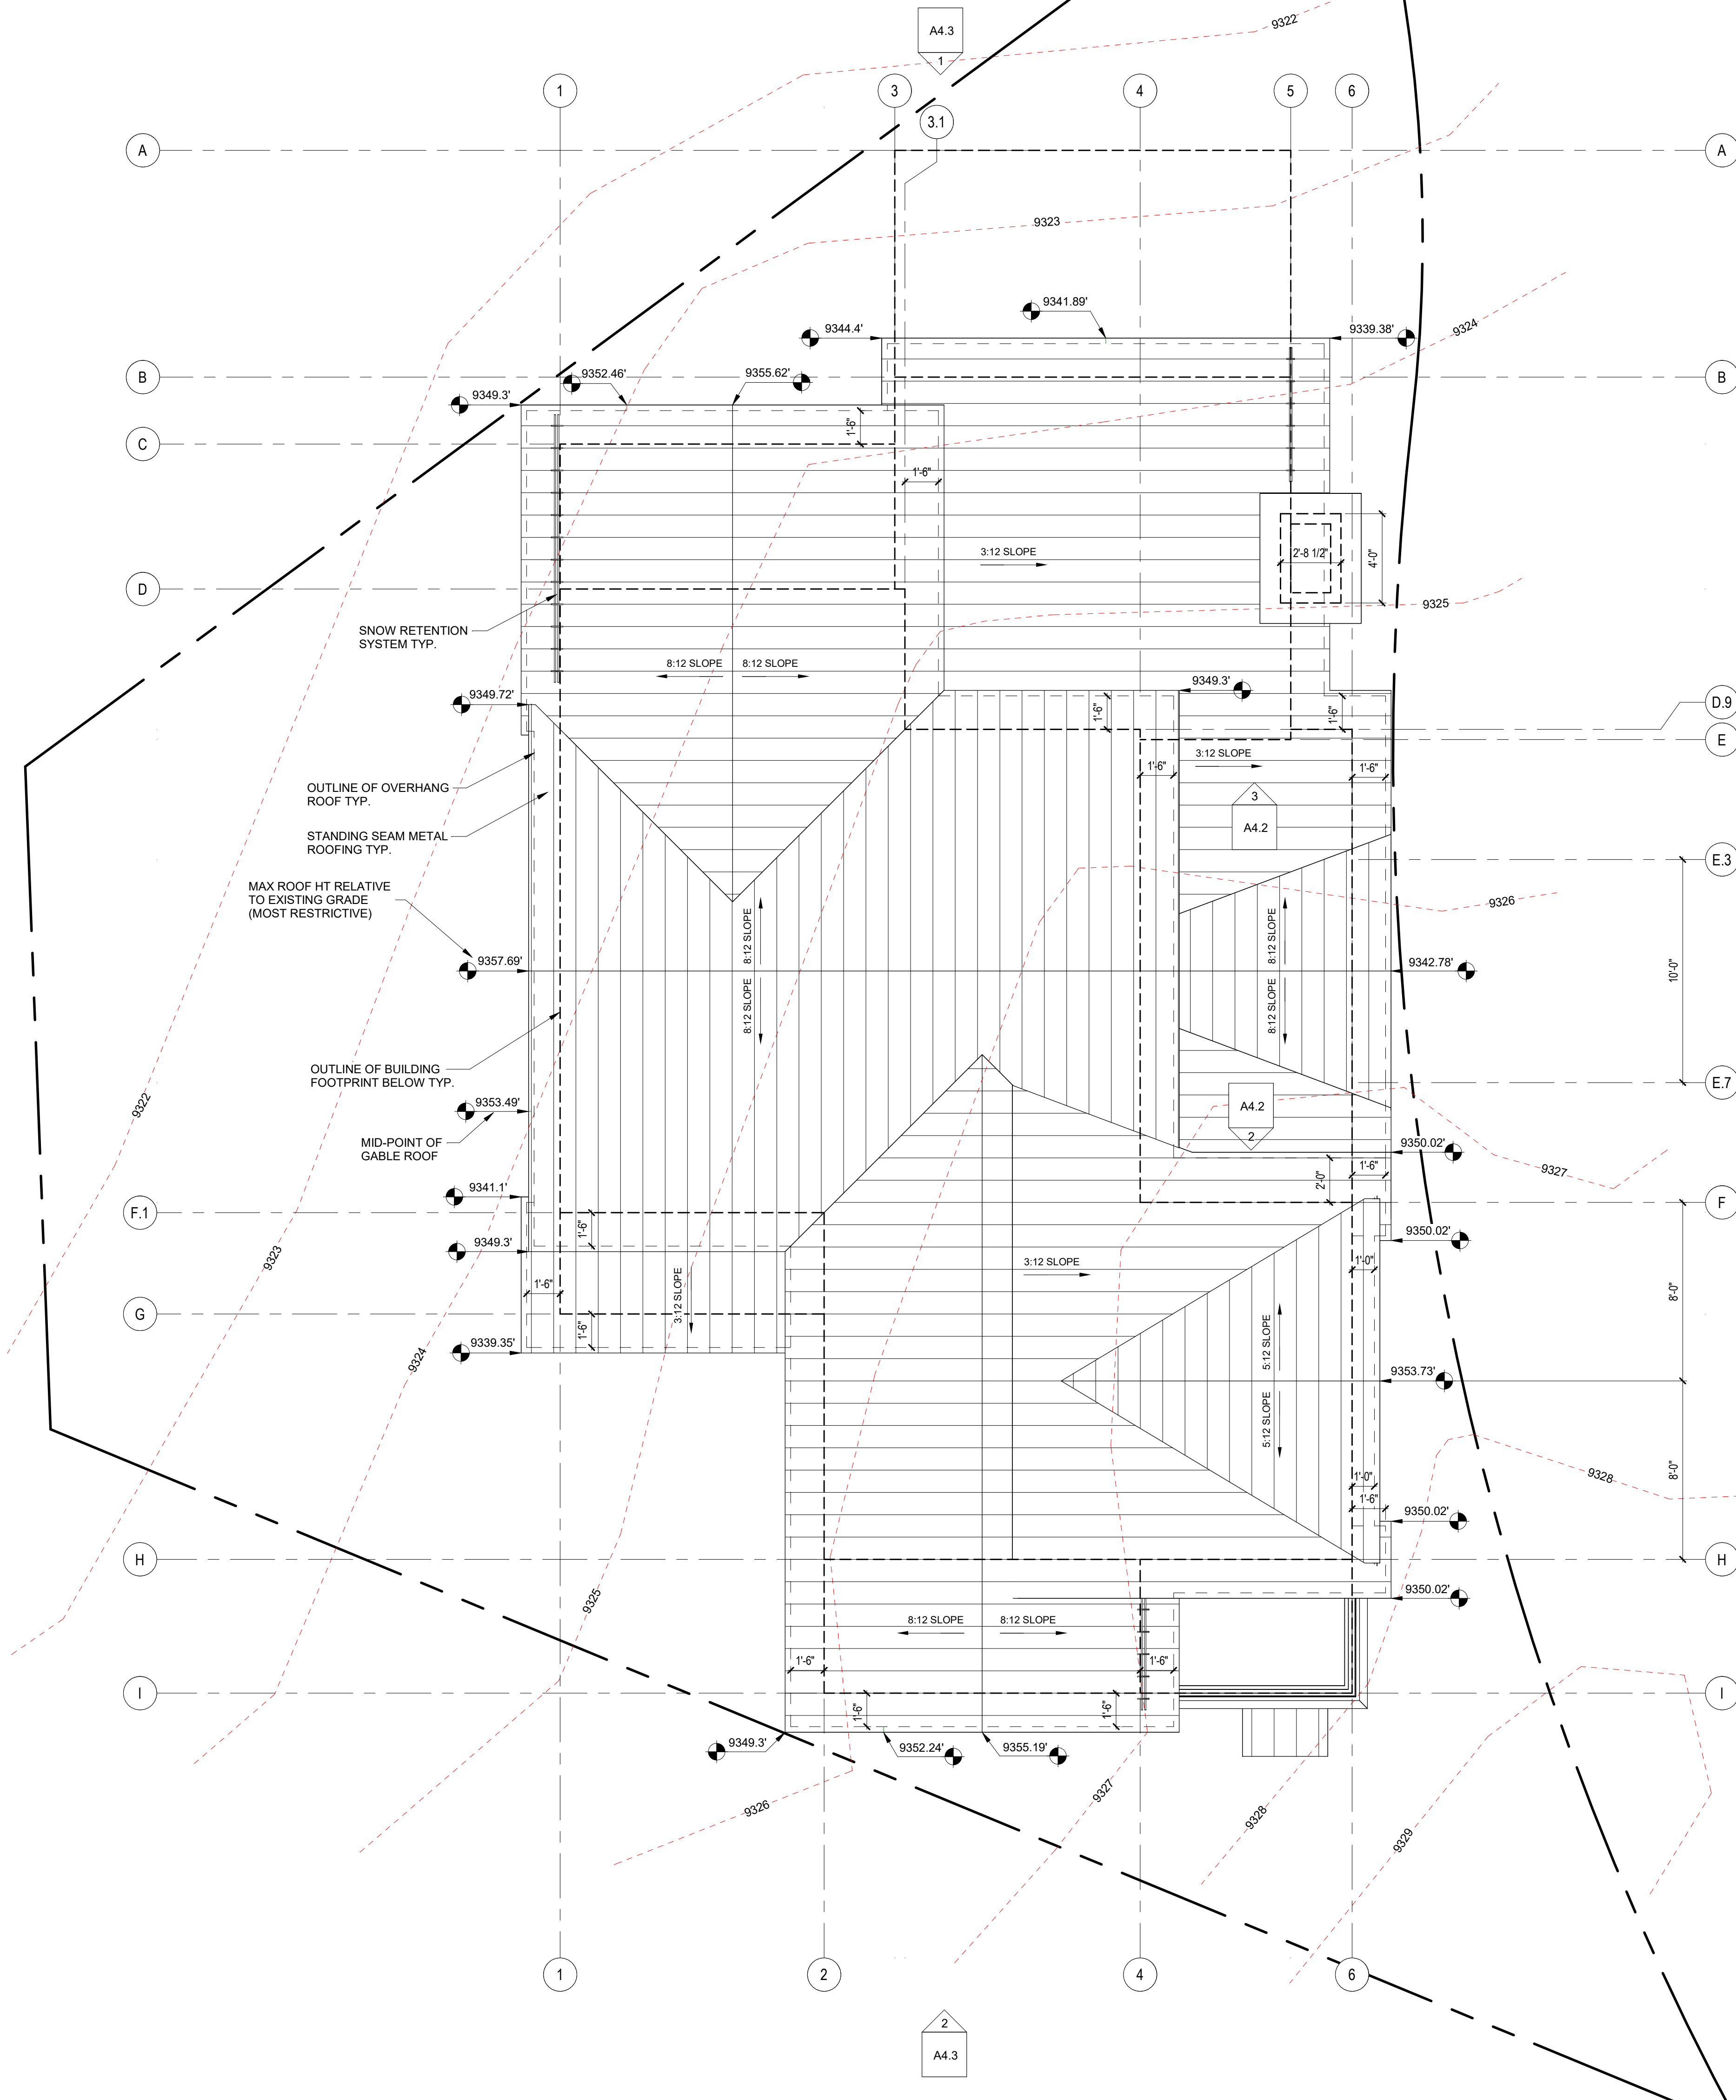 A4.3
1
9322
1
3
4
5
6
3.1
A
A
9323
9341.89'
9344.4'
9339.38'
9324
B
B
9352.46'
9355.62'
9349.3'
1'-6"
C
C
1'-6"
3:12 SLOPE
2'-8 1/2"
4'-0"
D
9325
SNOW RETENTION
SYSTEM TYP.
8:12 SLOPE
8:12 SLOPE
9349.72'
9349.3'
1'-6"
1'-6"
D.9
E
3:12 SLOPE
1'-6"
1'-6"
OUTLINE OF OVERHANG
ROOF TYP.
3
A4.2
STANDING SEAM METAL
ROOFING TYP.
E.3
MAX ROOF HT RELATIVE
TO EXISTING GRADE
(MOST RESTRICTIVE)
9326
8:12 SLOPE
8:12 SLOPE
9357.69'
9342.78'
10'-0"
8:12 SLOPE
8:12 SLOPE
OUTLINE OF BUILDING
FOOTPRINT BELOW TYP.
E.7
9322
9353.49'
A4.2
2
MID-POINT OF
GABLE ROOF
9350.02'
9327
1'-6"
2'-0"
9341.1'
F.1
F
1'-6"
9323
9349.3'
9350.02'
3:12 SLOPE
1'-0"
1'-6"
3:12 SLOPE
8'-0"
G
1'-6"
9339.35'
5:12 SLOPE
9324
9353.73'
5:12 SLOPE
8'-0"
9328
1'-0"
1'-6"
9350.02'
H
H
9325
9350.02'
8:12 SLOPE
8:12 SLOPE
1'-6"
1'-6"
I
I
1'-6"
1'-6"
9349.3'
9352.24'
9355.19'
9327
9326
9328
9329
1
2
4
6
2
A4.3